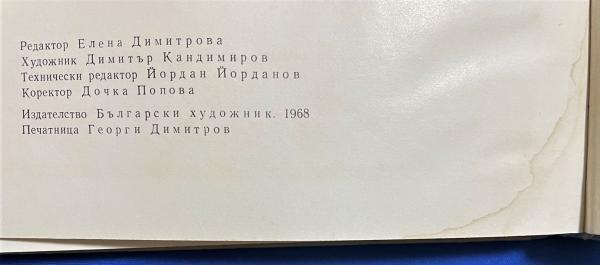 Редактор Елена Димитрова
Художник Димитър Кандимиров
Технически редактор Йордан Йорданов
Коректор Дочка Попова
Издателство Български художник. 1968
Печатница Георги Димитров